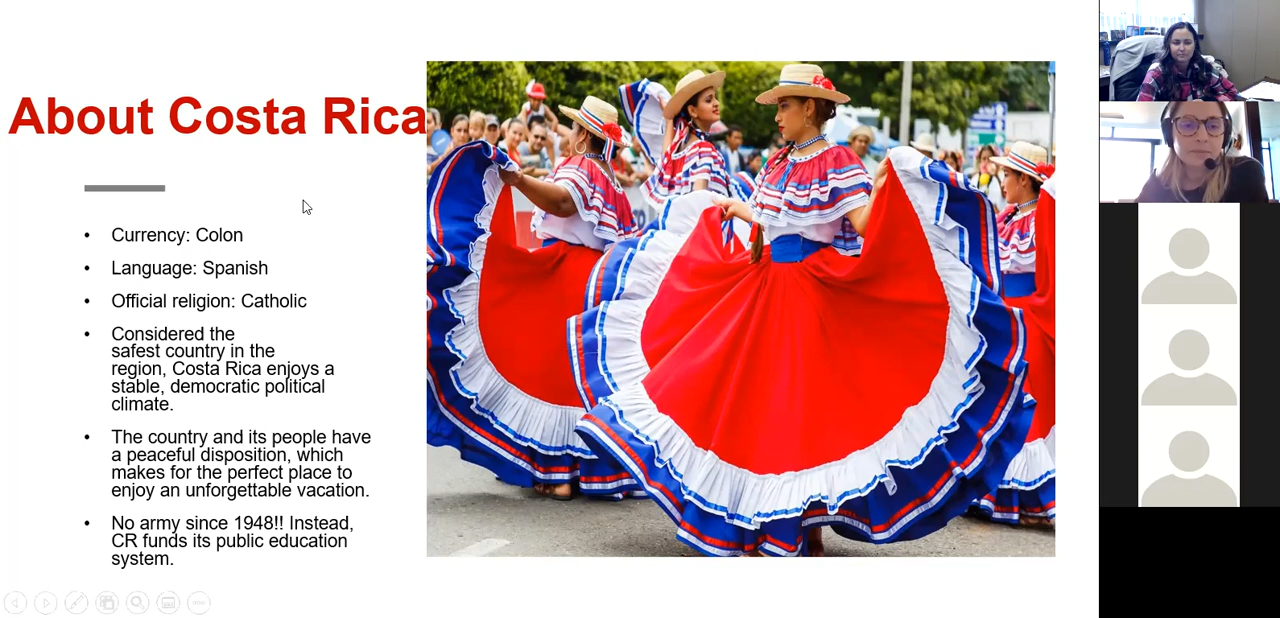 About Costa Rica
• Currency: Colon
• Language: Spanish
• Official religion: Catholic
• Considered the
safest country in the
region, Costa Rica enjoys a
stable, democratic political
climate.
• The country and its people have
a peaceful disposition, which
makes for the perfect place to
enjoy an unforgettable vacation.
• No army since 1948!! Instead,
CR funds its public education
system.